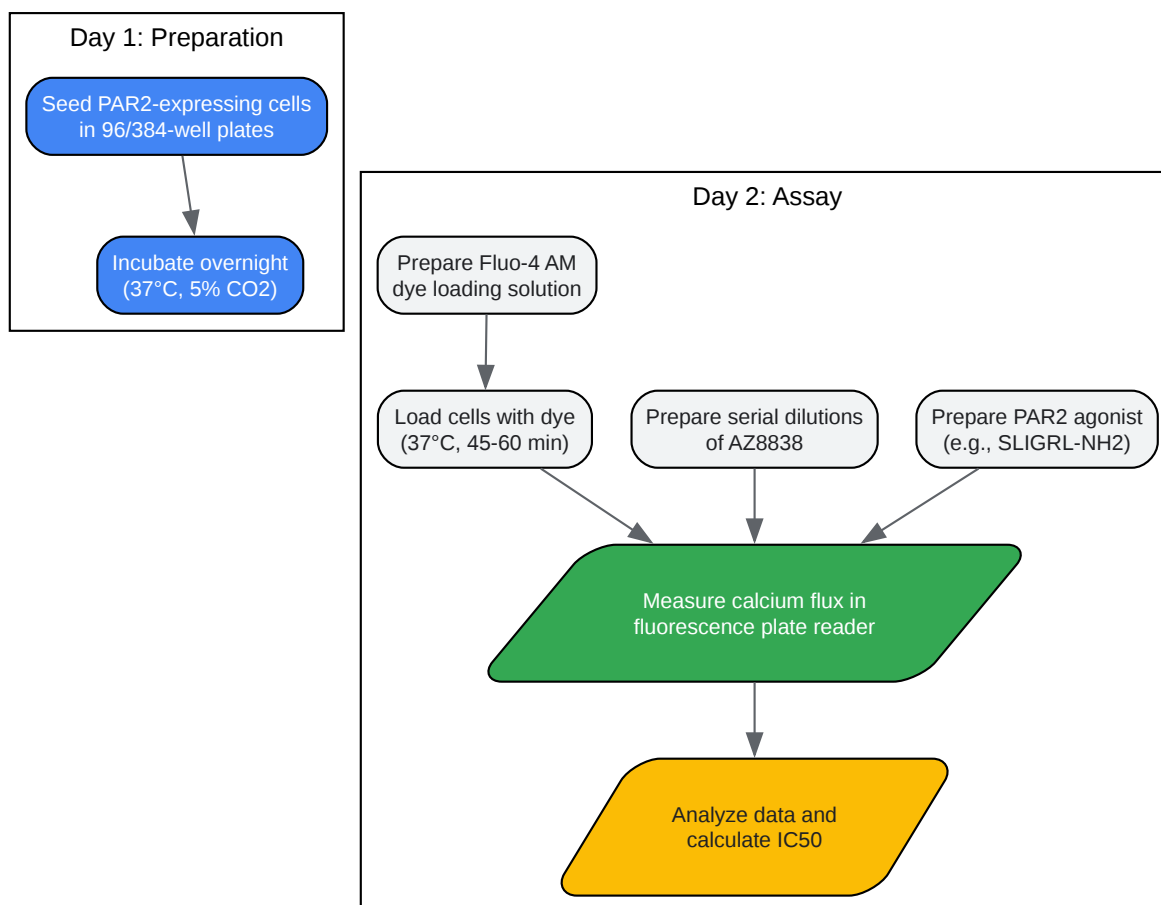 Day 1: Preparation
Seed PAR2-expressing cells
in 96/384-well plates
Incubate overnight
(37°C, 5% CO2)
Day 2: Assay
Prepare Fluo-4 AM
dye loading solution
Load cells with dye
(37°C, 45-60 min)
Prepare serial dilutions
of AZ8838
Prepare PAR2 agonist
(e.g., SLIGRL-NH2)
Measure calcium flux in
fluorescence plate reader
Analyze data and
calculate IC50